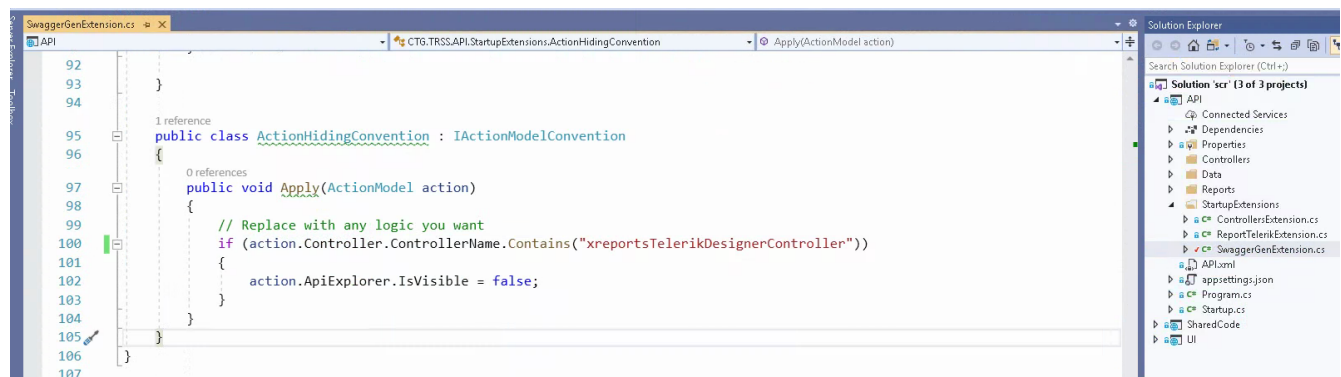 SwaggerGenExtension.cs
API
CTG.TRSS.API.StartupExtensions.ActionHidingConvention
Apply(ActionModel action)
Server Explorer
Toolbox
92
93 }
94
1 reference
95 public class ActionHidingConvention : IActionModelConvention
96 {
0 references
97 public void Apply(ActionModel action)
98 {
99 // Replace with any logic you want
100 if (action.Controller.ControllerName.Contains("xreportsTelerikDesignerController"))
101 {
102 action.ApiExplorer.IsVisible = false;
103 }
104 }
105 }
106 }
107
Solution Explorer
Search Solution Explorer (Ctrl+;)
Solution 'scr' (3 of 3 projects)
API
Connected Services
Dependencies
Properties
Controllers
Data
Reports
StartupExtensions
C# ControllersExtension.cs
C# ReportTelerikExtension.cs
C# SwaggerGenExtension.cs
API.xml
appsettings.json
C# Program.cs
C# Startup.cs
SharedCode
UI